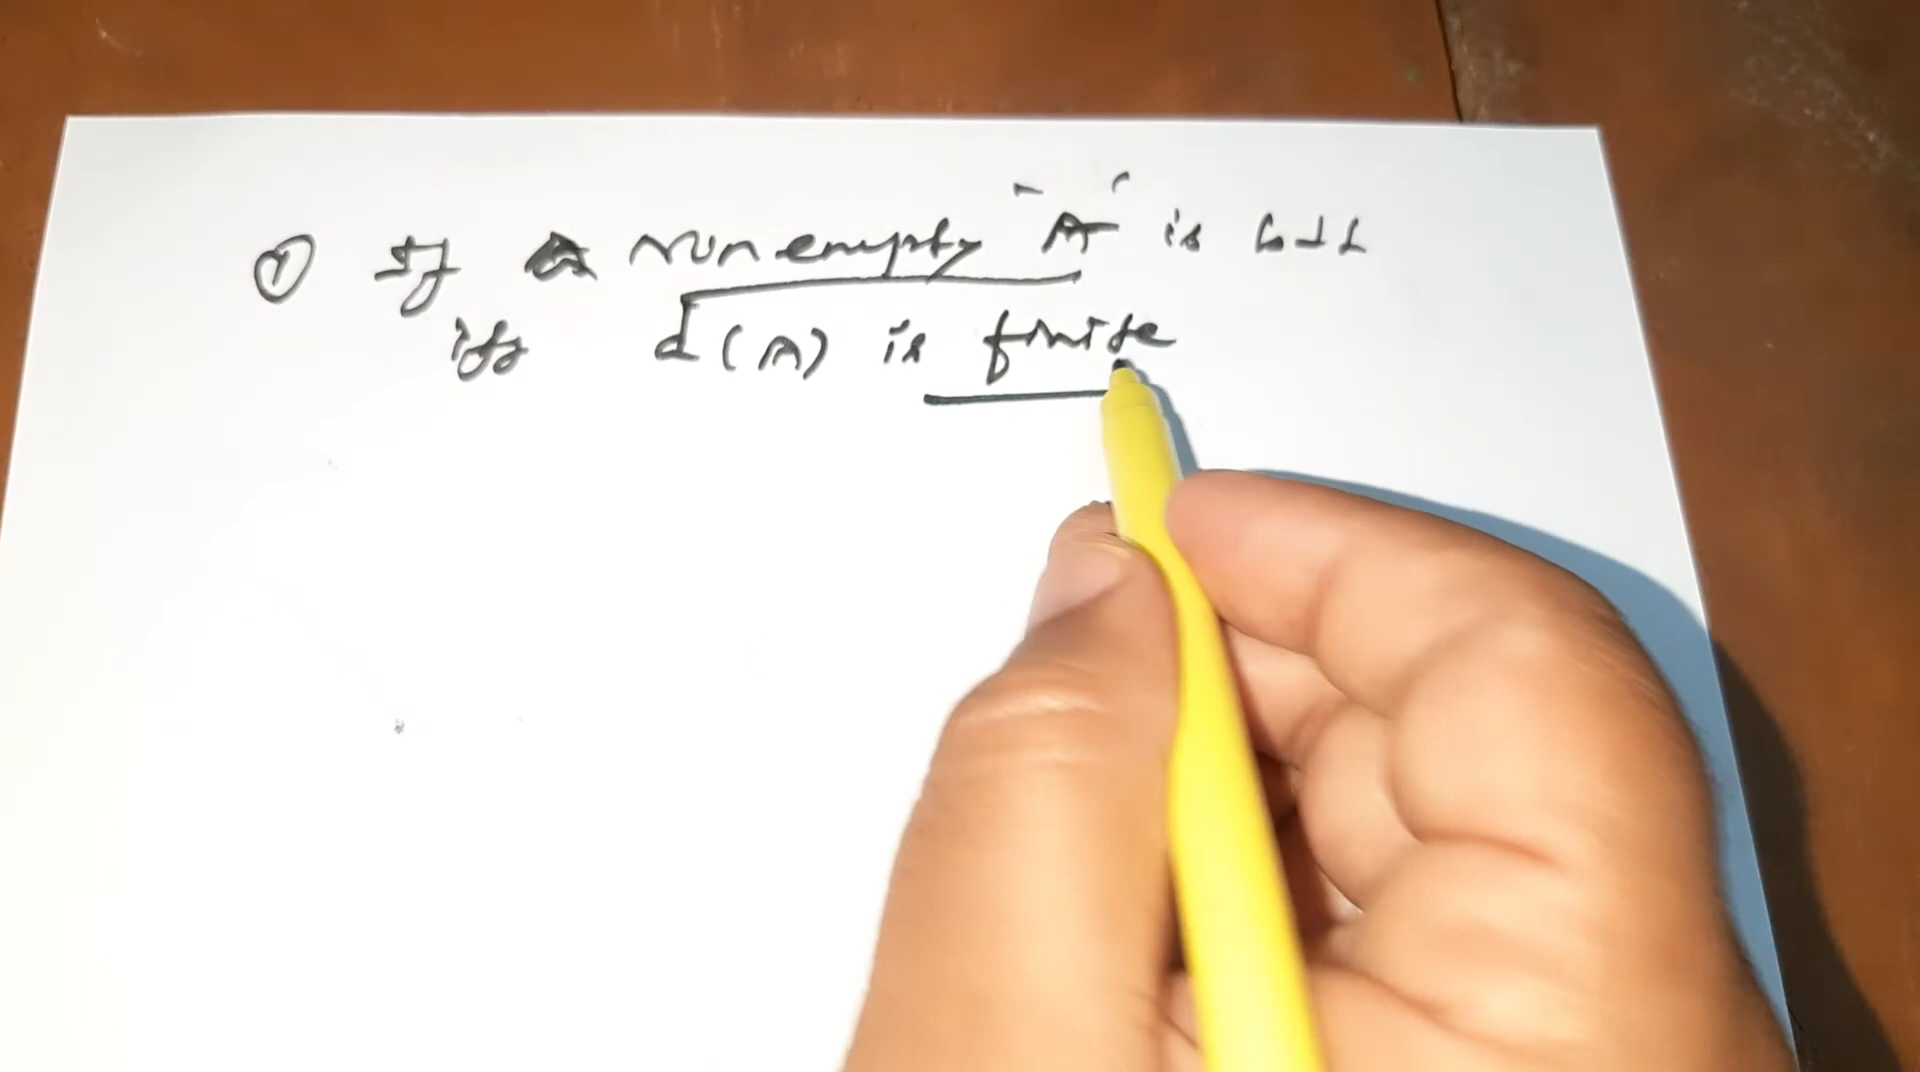 ① If a Nonempty "A" is bdd
iff d(A) is finite